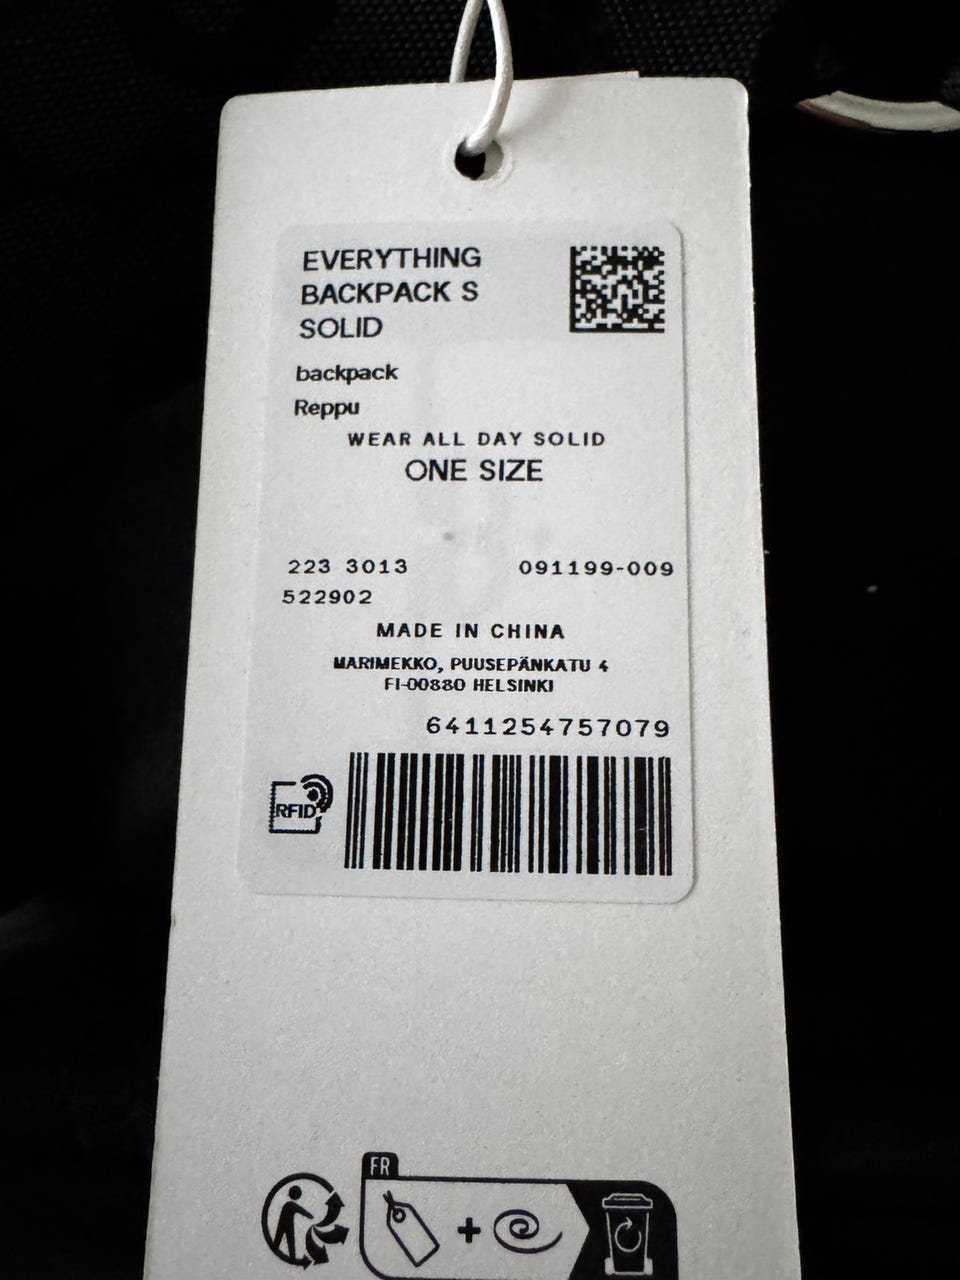 EVERYTHING
BACKPACK S
SOLID
backpack
Reppu
WEAR ALL DAY SOLID
ONE SIZE
223 3013 091199-009
522902
MADE IN CHINA
MARIMEKKO, PUUSEPÄNKATU 4
FI-00880 HELSINKI
6411254757079
RFID
FR